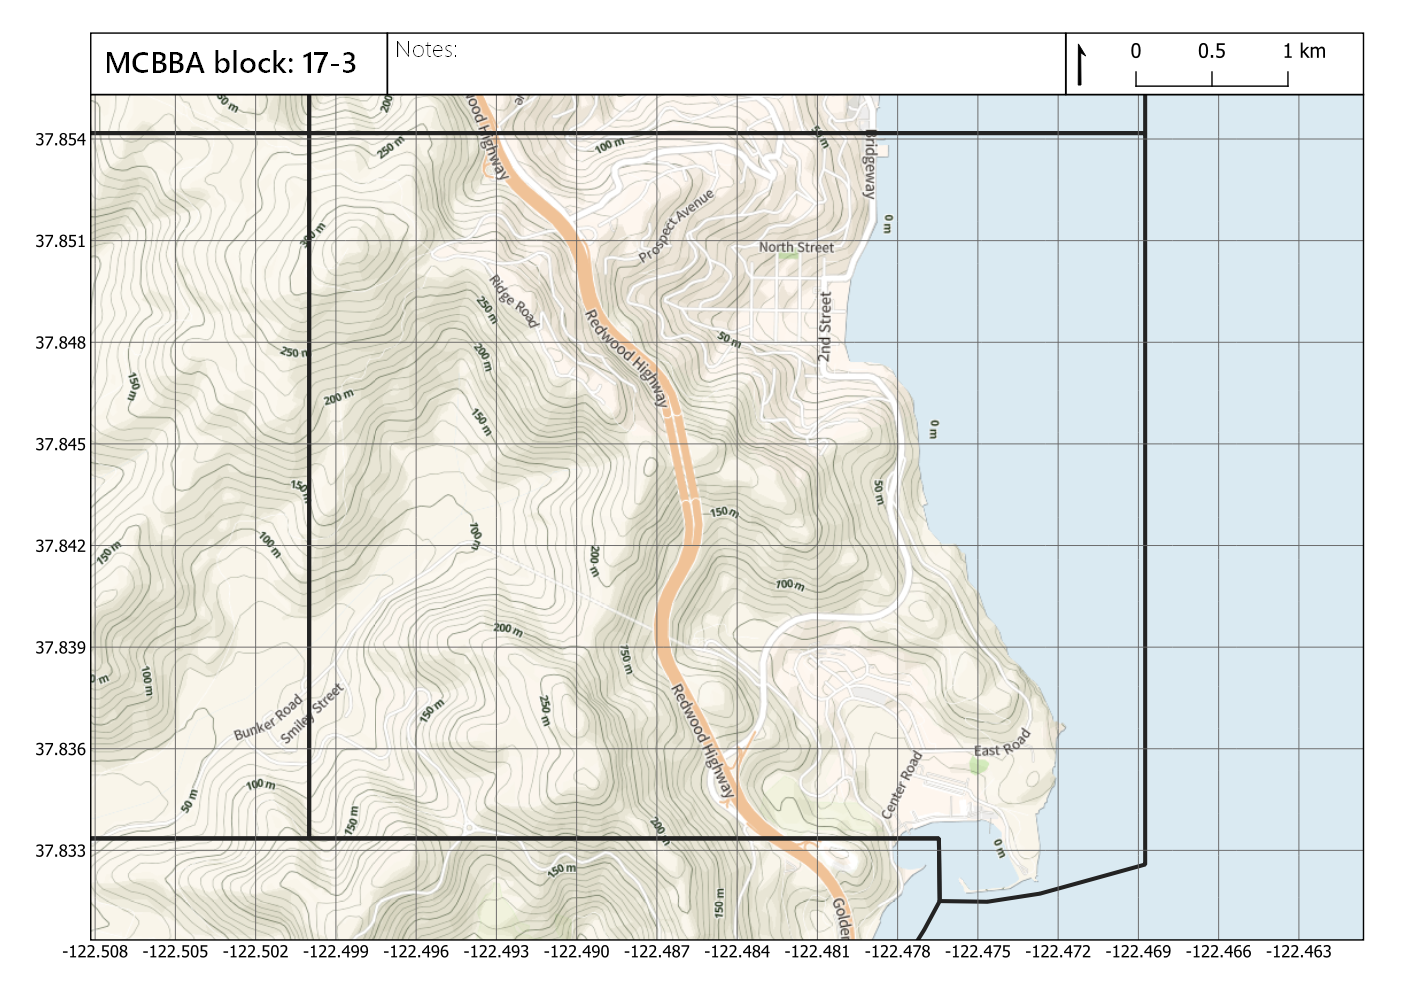 MCBBA block: 17-3
Notes:
0 0.5 1 km
50 m
200
37.854
250 m
Redwood Highway
100 m
50 m
Bridgeway
300 m
37.851
Prospect Avenue
North Street
0 m
Ridge Road
250 m
2nd Street
37.848
250 m
200 m
Redwood Highway
50 m
150 m
200 m
150 m
0 m
37.845
150 m
50 m
150 m
37.842
150 m
100 m
100 m
200 m
100 m
200 m
37.839
0 m
100 m
150 m
Bunker Road
Smiley Street
150 m
250 m
Redwood Highway
37.836
East Road
50 m
100 m
150 m
Center Road
200 m
0 m
37.833
150 m
150 m
Golden
-122.508 -122.505 -122.502 -122.499 -122.496 -122.493 -122.490 -122.487 -122.484 -122.481 -122.478 -122.475 -122.472 -122.469 -122.466 -122.463